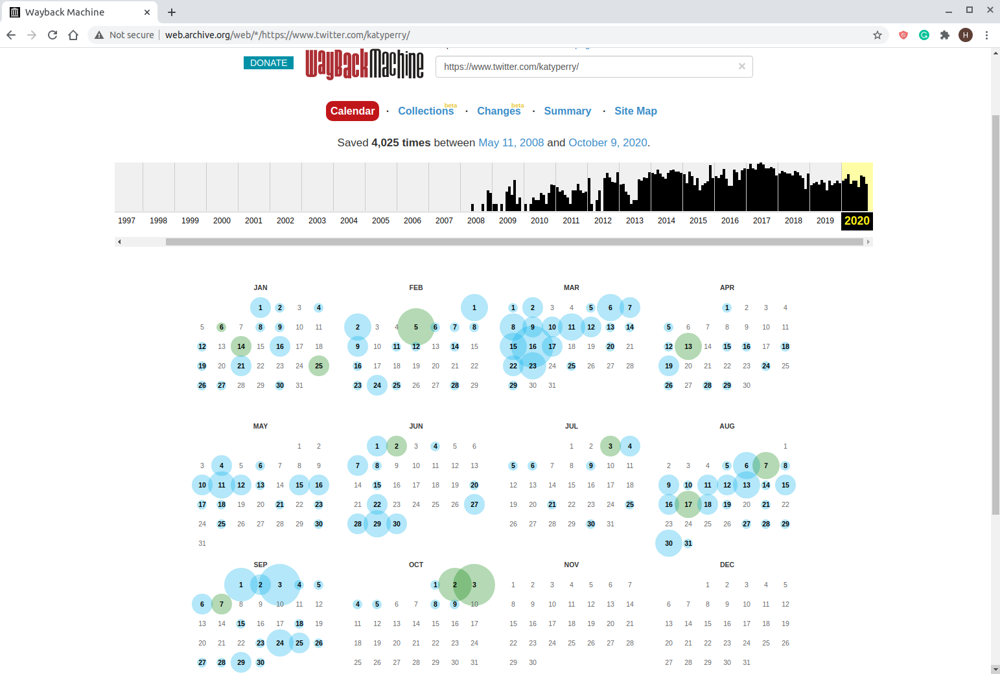 Wayback Machine
Not secure web.archive.org/web/*/https://www.twitter.com/katyperry/
H
DONATE WayBackMachine https://www.twitter.com/katyperry/
Calendar · Collections beta · Changes beta · Summary · Site Map
Saved 4,025 times between May 11, 2008 and October 9, 2020.
1997 1998 1999 2000 2001 2002 2003 2004 2005 2006 2007 2008 2009 2010 2011 2012 2013 2014 2015 2016 2017 2018 2019 2020
JAN FEB MAR APR
1 2 3 4 1 1 2 3 4 5 6 7 1 2 3 4
5 6 7 8 9 10 11 2 3 4 5 6 7 8 8 9 10 11 12 13 14 5 6 7 8 9 10 11
12 13 14 15 16 17 18 9 10 11 12 13 14 15 15 16 17 18 19 20 21 12 13 14 15 16 17 18
19 20 21 22 23 24 25 16 17 18 19 20 21 22 22 23 24 25 26 27 28 19 20 21 22 23 24 25
26 27 28 29 30 31 23 24 25 26 27 28 29 29 30 31 26 27 28 29 30
MAY JUN JUL AUG
1 2 1 2 3 4 5 6 1 2 3 4 1
3 4 5 6 7 8 9 7 8 9 10 11 12 13 5 6 7 8 9 10 11 2 3 4 5 6 7 8
10 11 12 13 14 15 16 14 15 16 17 18 19 20 12 13 14 15 16 17 18 9 10 11 12 13 14 15
17 18 19 20 21 22 23 21 22 23 24 25 26 27 19 20 21 22 23 24 25 16 17 18 19 20 21 22
24 25 26 27 28 29 30 28 29 30 26 27 28 29 30 31 23 24 25 26 27 28 29
31 30 31
SEP OCT NOV DEC
1 2 3 4 5 1 2 3 1 2 3 4 5 6 7 1 2 3 4 5
6 7 8 9 10 11 12 4 5 6 7 8 9 10 8 9 10 11 12 13 14 6 7 8 9 10 11 12
13 14 15 16 17 18 19 11 12 13 14 15 16 17 15 16 17 18 19 20 21 13 14 15 16 17 18 19
20 21 22 23 24 25 26 18 19 20 21 22 23 24 22 23 24 25 26 27 28 20 21 22 23 24 25 26
27 28 29 30 25 26 27 28 29 30 31 29 30 27 28 29 30 31